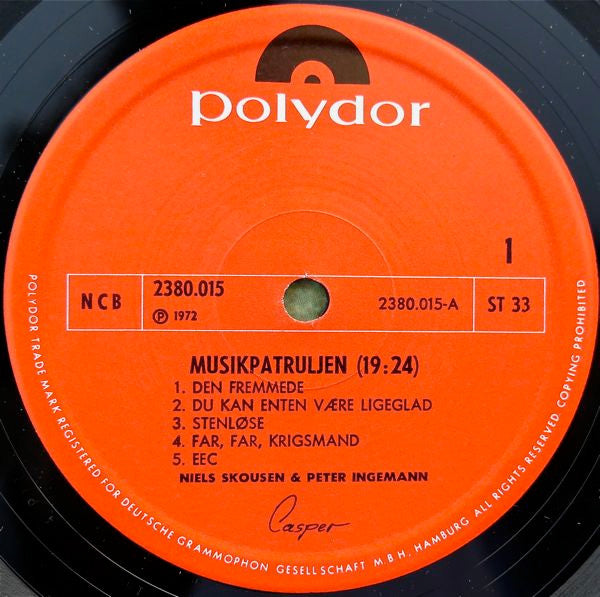 polydor
1
NCB
2380.015
℗ 1972
2380.015-A
ST 33
MUSIKPATRULJEN (19:24)
1. DEN FREMMEDE
2. DU KAN ENTEN VÆRE LIGEGLAD
3. STENLØSE
4. FAR, FAR, KRIGSMAND
5. EEC
NIELS SKOUSEN & PETER INGEMANN
Casper
POLYDOR TRADE MARK REGISTERED FOR DEUTSCHE GRAMMOPHON GESELLSCHAFT M.B.H. HAMBURG ALL RIGHTS RESERVED COPYING PROHIBITED